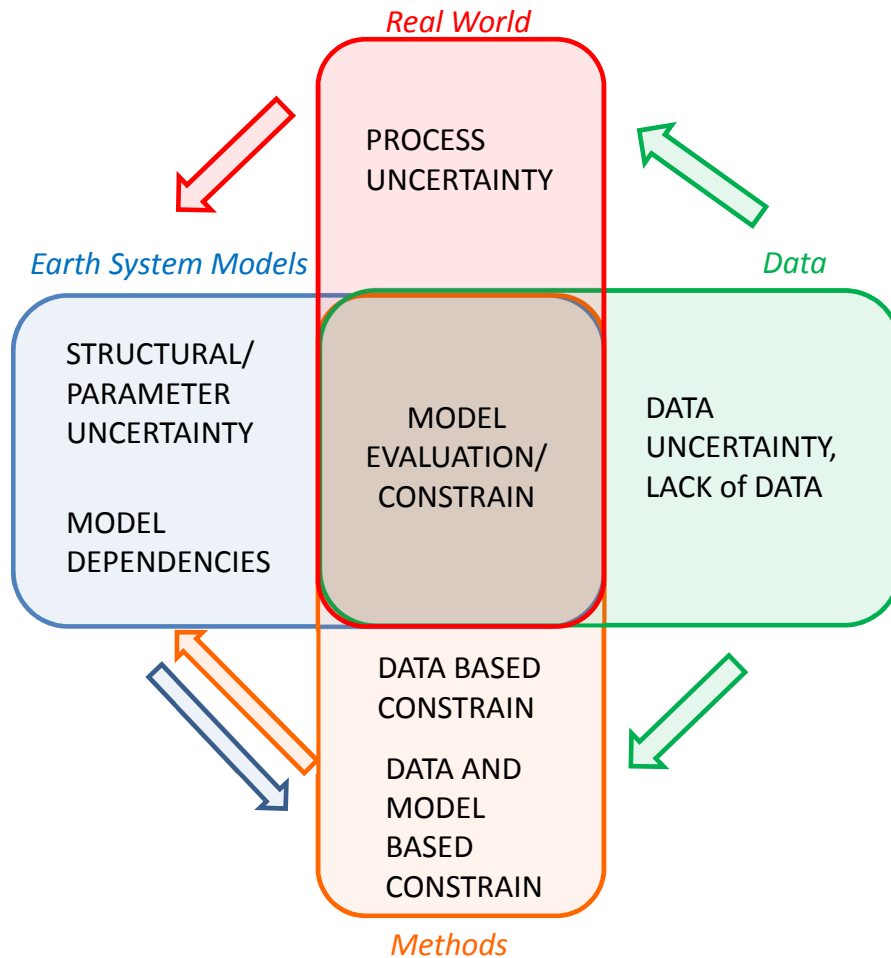 Real World
PROCESS
UNCERTAINTY
Earth System Models
Data
STRUCTURAL/
PARAMETER
UNCERTAINTY
MODEL
DEPENDENCIES
MODEL
EVALUATION/
CONSTRAIN
DATA
UNCERTAINTY,
LACK of DATA
DATA BASED
CONSTRAIN
DATA AND
MODEL
BASED
CONSTRAIN
Methods